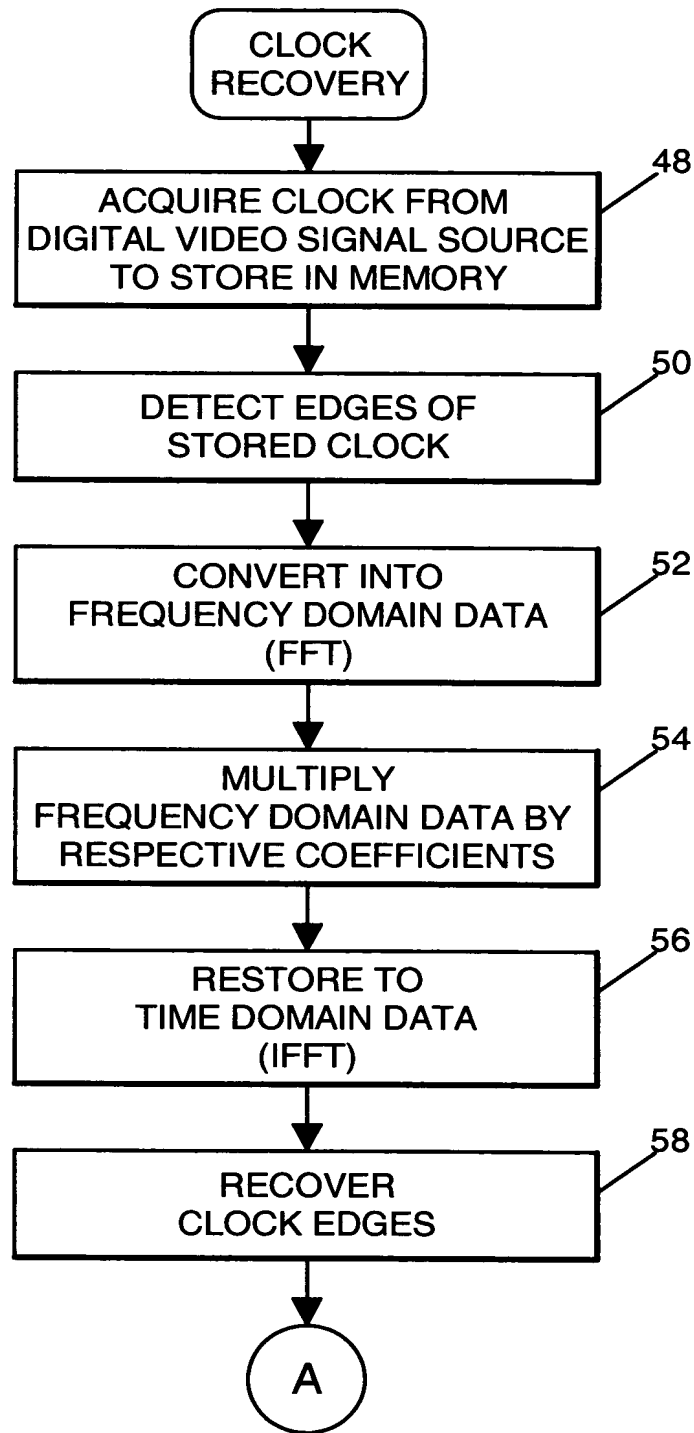 CLOCK
RECOVERY
48
ACQUIRE CLOCK FROM
DIGITAL VIDEO SIGNAL SOURCE
TO STORE IN MEMORY
50
DETECT EDGES OF
STORED CLOCK
52
CONVERT INTO
FREQUENCY DOMAIN DATA
(FFT)
54
MULTIPLY
FREQUENCY DOMAIN DATA BY
RESPECTIVE COEFFICIENTS
56
RESTORE TO
TIME DOMAIN DATA
(IFFT)
58
RECOVER
CLOCK EDGES
A